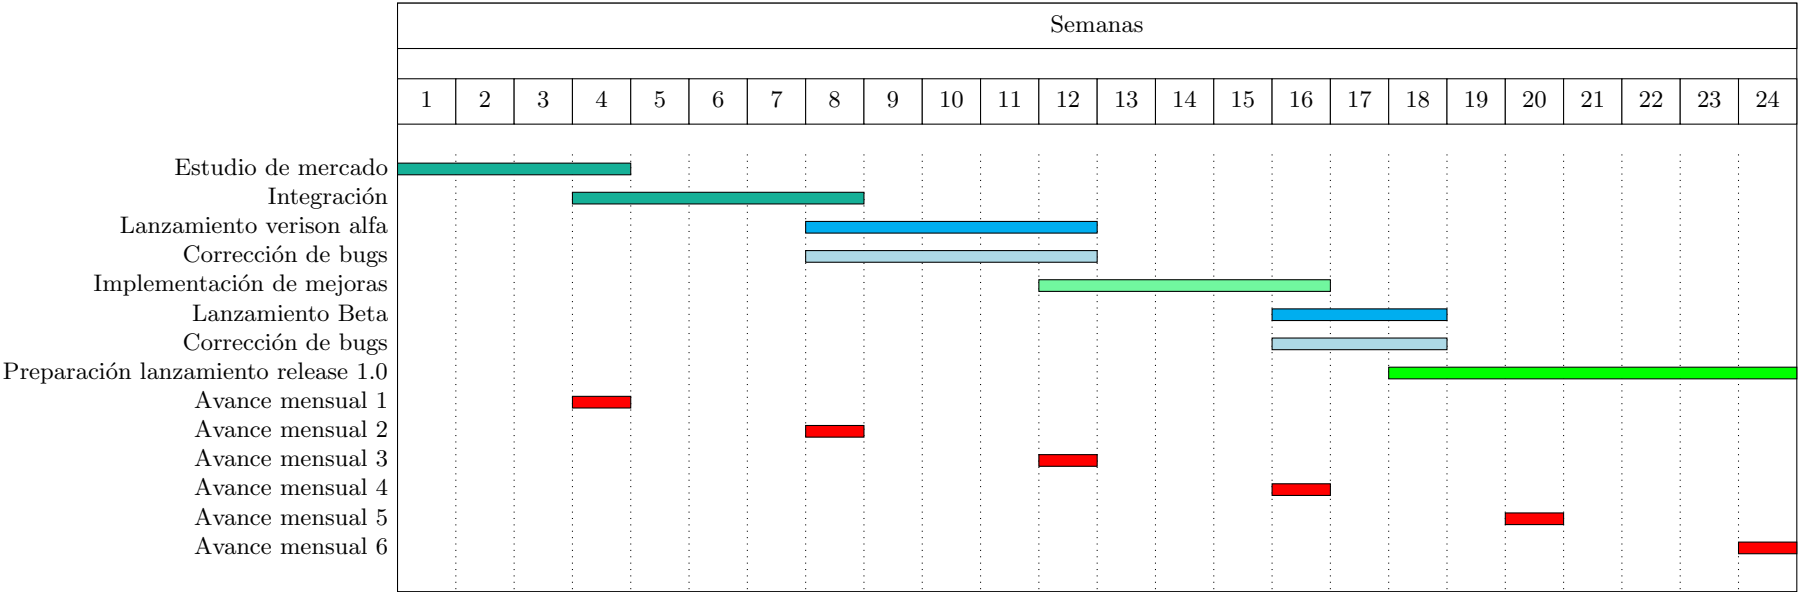 Semanas
1 2 3 4 5 6 7 8 9 10 11 12 13 14 15 16 17 18 19 20 21 22 23 24
Estudio de mercado
Integración
Lanzamiento verison alfa
Corrección de bugs
Implementación de mejoras
Lanzamiento Beta
Corrección de bugs
Preparación lanzamiento release 1.0
Avance mensual 1
Avance mensual 2
Avance mensual 3
Avance mensual 4
Avance mensual 5
Avance mensual 6